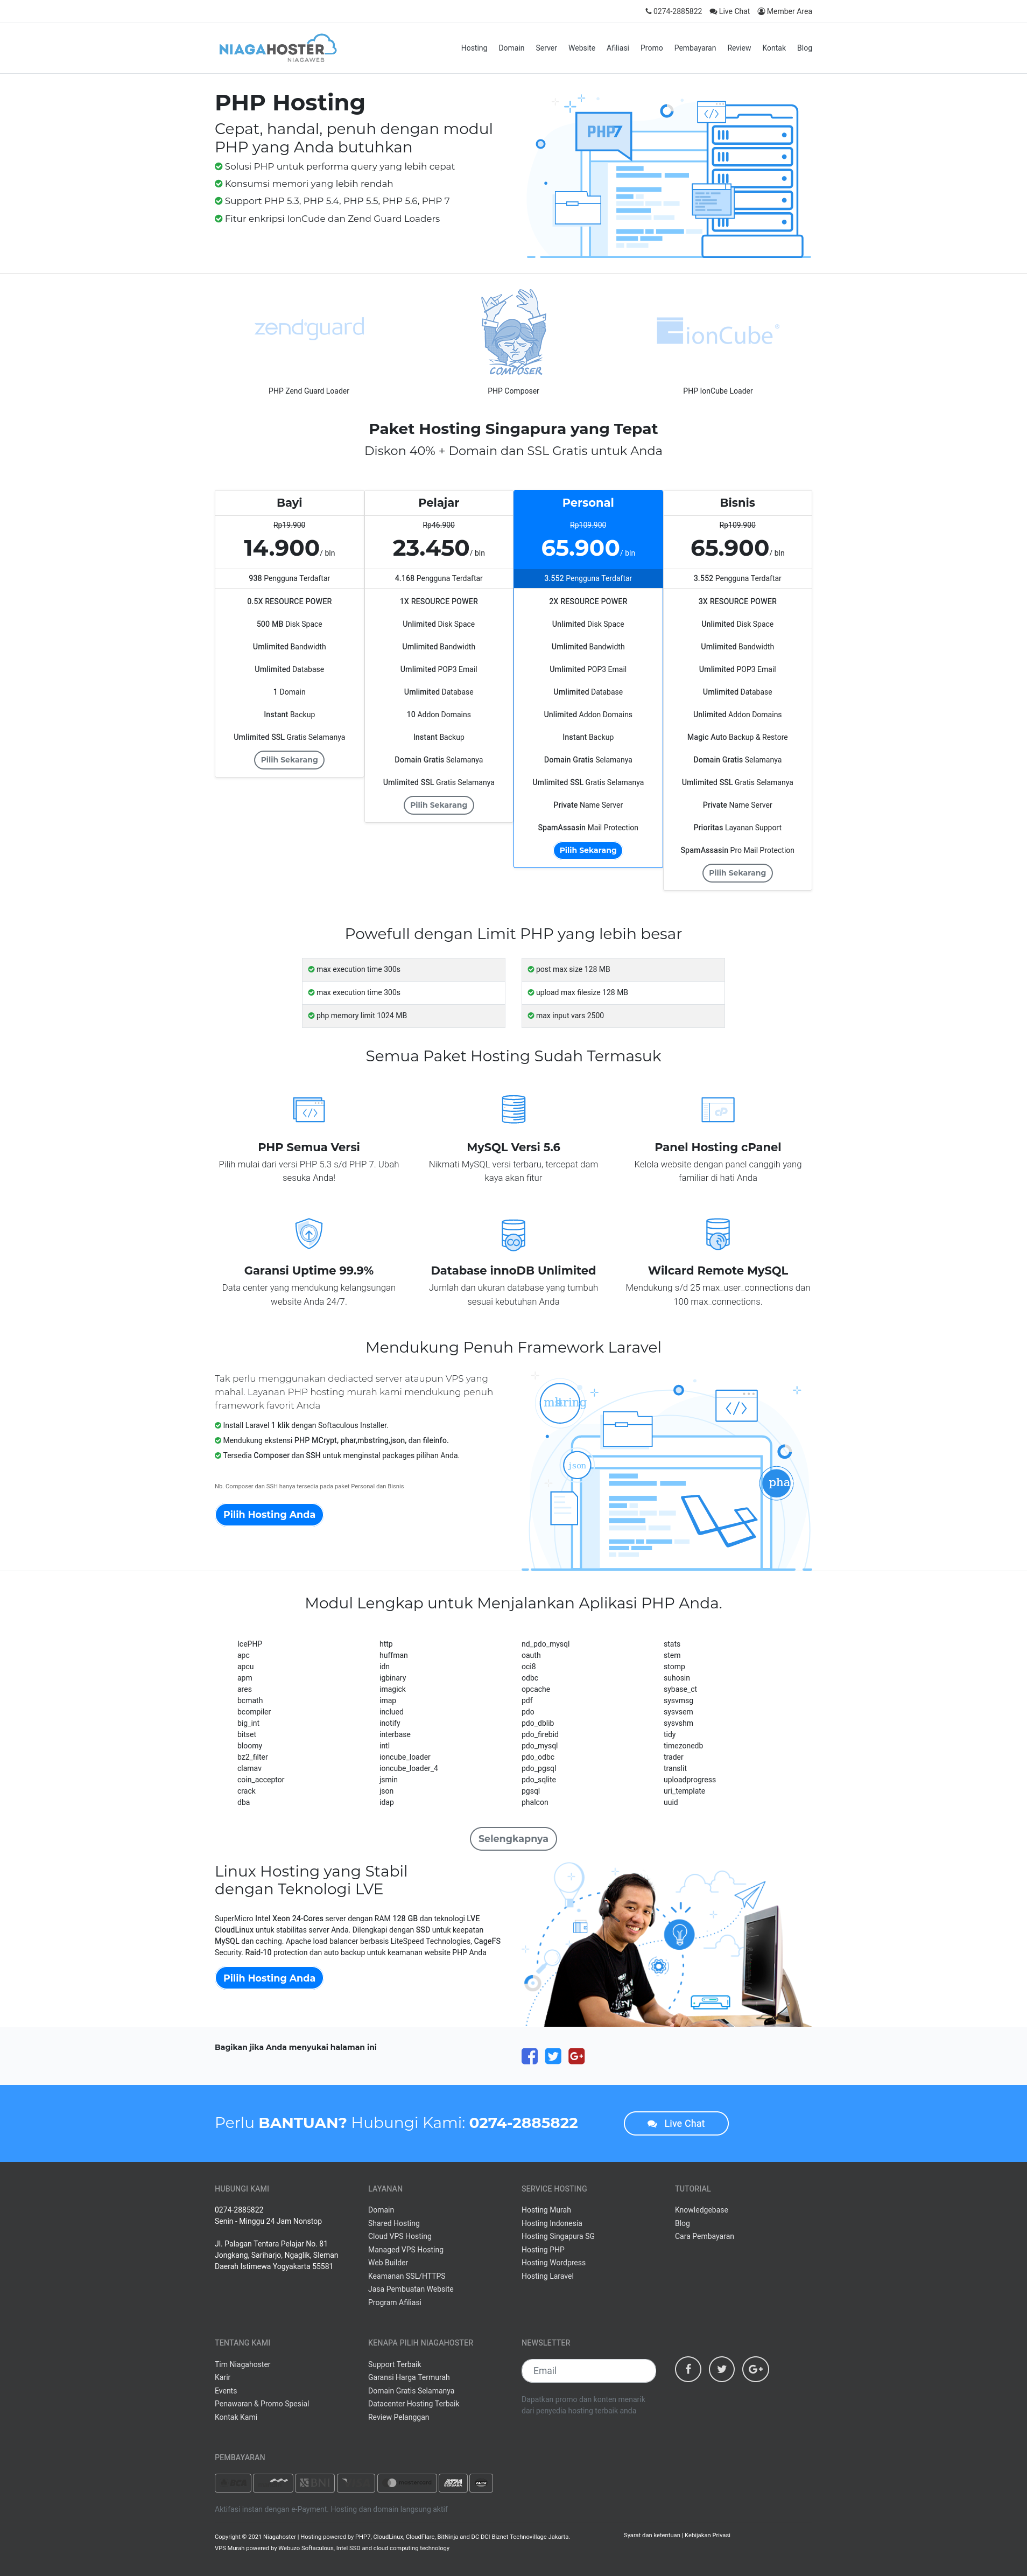 0274-2885822 Live Chat Member Area
NIAGAHOSTER
NIAGAWEB
Hosting Domain Server Website Afiliasi Promo Pembayaran Review Kontak Blog
PHP Hosting
Cepat, handal, penuh dengan modul
PHP yang Anda butuhkan
Solusi PHP untuk performa query yang lebih cepat
Konsumsi memori yang lebih rendah
Support PHP 5.3, PHP 5.4, PHP 5.5, PHP 5.6, PHP 7
Fitur enkripsi IonCude dan Zend Guard Loaders
PHP7
</>
zend guard
COMPOSER
ionCube
PHP Zend Guard Loader
PHP Composer
PHP IonCube Loader
Paket Hosting Singapura yang Tepat
Diskon 40% + Domain dan SSL Gratis untuk Anda
Bayi
Rp19.900
14.900/ bln
938 Pengguna Terdaftar
0.5X RESOURCE POWER
500 MB Disk Space
Umlimited Bandwidth
Umlimited Database
1 Domain
Instant Backup
Umlimited SSL Gratis Selamanya
Pilih Sekarang
Pelajar
Rp46.900
23.450/ bln
4.168 Pengguna Terdaftar
1X RESOURCE POWER
Unlimited Disk Space
Umlimited Bandwidth
Umlimited POP3 Email
Umlimited Database
10 Addon Domains
Instant Backup
Domain Gratis Selamanya
Umlimited SSL Gratis Selamanya
Pilih Sekarang
Personal
Rp109.900
65.900/ bln
3.552 Pengguna Terdaftar
2X RESOURCE POWER
Unlimited Disk Space
Umlimited Bandwidth
Umlimited POP3 Email
Umlimited Database
Unlimited Addon Domains
Instant Backup
Domain Gratis Selamanya
Umlimited SSL Gratis Selamanya
Private Name Server
SpamAssasin Mail Protection
Pilih Sekarang
Bisnis
Rp109.900
65.900/ bln
3.552 Pengguna Terdaftar
3X RESOURCE POWER
Unlimited Disk Space
Umlimited Bandwidth
Umlimited POP3 Email
Umlimited Database
Unlimited Addon Domains
Magic Auto Backup & Restore
Domain Gratis Selamanya
Umlimited SSL Gratis Selamanya
Private Name Server
Prioritas Layanan Support
SpamAssasin Pro Mail Protection
Pilih Sekarang
Powefull dengan Limit PHP yang lebih besar
max execution time 300s
max execution time 300s
php memory limit 1024 MB
post max size 128 MB
upload max filesize 128 MB
max input vars 2500
Semua Paket Hosting Sudah Termasuk
PHP Semua Versi
Pilih mulai dari versi PHP 5.3 s/d PHP 7. Ubah
sesuka Anda!
MySQL Versi 5.6
Nikmati MySQL versi terbaru, tercepat dam
kaya akan fitur
Panel Hosting cPanel
Kelola website dengan panel canggih yang
familiar di hati Anda
Garansi Uptime 99.9%
Data center yang mendukung kelangsungan
website Anda 24/7.
Database innoDB Unlimited
Jumlah dan ukuran database yang tumbuh
sesuai kebutuhan Anda
Wilcard Remote MySQL
Mendukung s/d 25 max_user_connections dan
100 max_connections.
Mendukung Penuh Framework Laravel
Tak perlu menggunakan dediacted server ataupun VPS yang
mahal. Layanan PHP hosting murah kami mendukung penuh
framework favorit Anda
Install Laravel 1 klik dengan Softaculous Installer.
Mendukung ekstensi PHP MCrypt, phar,mbstring,json, dan fileinfo.
Tersedia Composer dan SSH untuk menginstal packages pilihan Anda.
Nb. Composer dan SSH hanya tersedia pada paket Personal dan Bisnis
Pilih Hosting Anda
json
pha
</>
Modul Lengkap untuk Menjalankan Aplikasi PHP Anda.
IcePHP
apc
apcu
apm
ares
bcmath
bcompiler
big_int
bitset
bloomy
bz2_filter
clamav
coin_acceptor
crack
dba
http
huffman
idn
igbinary
imagick
imap
inclued
inotify
interbase
intl
ioncube_loader
ioncube_loader_4
jsmin
json
idap
nd_pdo_mysql
oauth
oci8
odbc
opcache
pdf
pdo
pdo_dblib
pdo_firebid
pdo_mysql
pdo_odbc
pdo_pgsql
pdo_sqlite
pgsql
phalcon
stats
stem
stomp
suhosin
sybase_ct
sysvmsg
sysvsem
sysvshm
tidy
timezonedb
trader
translit
uploadprogress
uri_template
uuid
Selengkapnya
Linux Hosting yang Stabil
dengan Teknologi LVE
SuperMicro Intel Xeon 24-Cores server dengan RAM 128 GB dan teknologi LVE
CloudLinux untuk stabilitas server Anda. Dilengkapi dengan SSD untuk keepatan
MySQL dan caching. Apache load balancer berbasis LiteSpeed Technologies, CageFS
Security. Raid-10 protection dan auto backup untuk keamanan website PHP Anda
Pilih Hosting Anda
Bagikan jika Anda menyukai halaman ini
Perlu BANTUAN? Hubungi Kami: 0274-2885822
Live Chat
HUBUNGI KAMI
0274-2885822
Senin - Minggu 24 Jam Nonstop
Jl. Palagan Tentara Pelajar No. 81
Jongkang, Sariharjo, Ngaglik, Sleman
Daerah Istimewa Yogyakarta 55581
LAYANAN
Domain
Shared Hosting
Cloud VPS Hosting
Managed VPS Hosting
Web Builder
Keamanan SSL/HTTPS
Jasa Pembuatan Website
Program Afiliasi
SERVICE HOSTING
Hosting Murah
Hosting Indonesia
Hosting Singapura SG
Hosting PHP
Hosting Wordpress
Hosting Laravel
TUTORIAL
Knowledgebase
Blog
Cara Pembayaran
TENTANG KAMI
Tim Niagahoster
Karir
Events
Penawaran & Promo Spesial
Kontak Kami
KENAPA PILIH NIAGAHOSTER
Support Terbaik
Garansi Harga Termurah
Domain Gratis Selamanya
Datacenter Hosting Terbaik
Review Pelanggan
NEWSLETTER
Email
Dapatkan promo dan konten menarik
dari penyedia hosting terbaik anda
PEMBAYARAN
BNI
ATM
Aktifasi instan dengan e-Payment. Hosting dan domain langsung aktif
Copyright © 2021 Niagahoster | Hosting powered by PHP7, CloudLinux, CloudFlare, BitNinja and DC DCI Biznet Technovillage Jakarta.
VPS Murah powered by Webuzo Softaculous, Intel SSD and cloud computing technology
Syarat dan ketentuan | Kebijakan Privasi